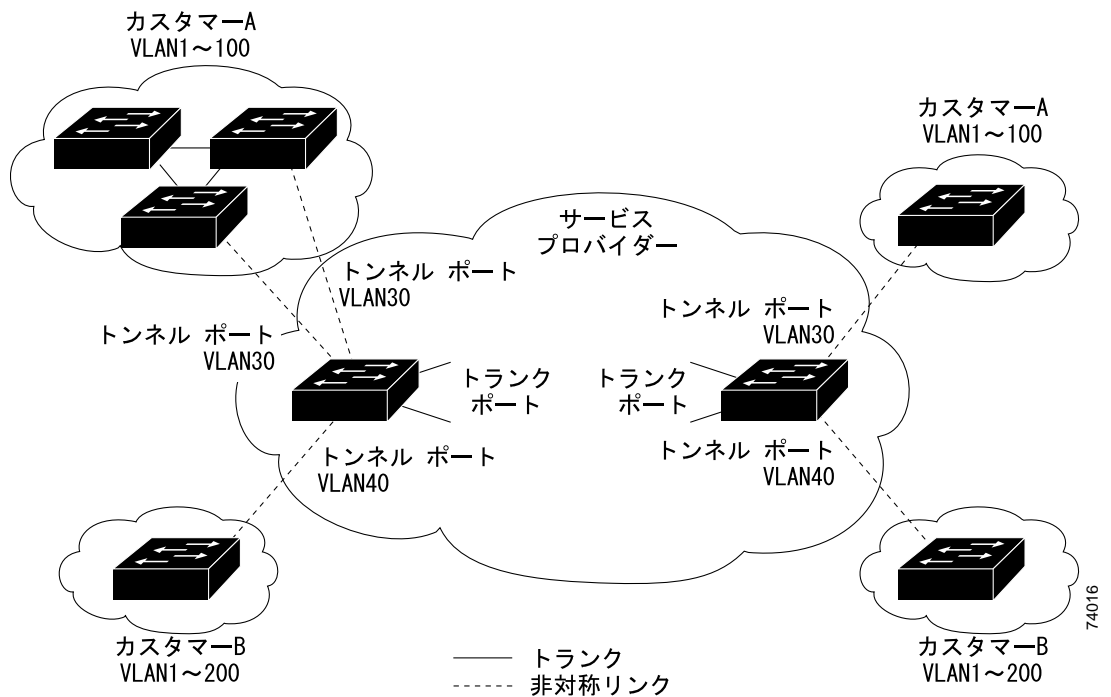 カスタマーA
VLAN1～100
カスタマーA
VLAN1～100
サービス
プロバイダー
トンネル ポート
VLAN30
トンネル ポート
VLAN30
トンネル ポート
VLAN30
トランク
ポート
トランク
ポート
トンネル ポート
VLAN40
トンネル ポート
VLAN40
カスタマーB
VLAN1～200
カスタマーB
VLAN1～200
74016
トランク
非対称リンク